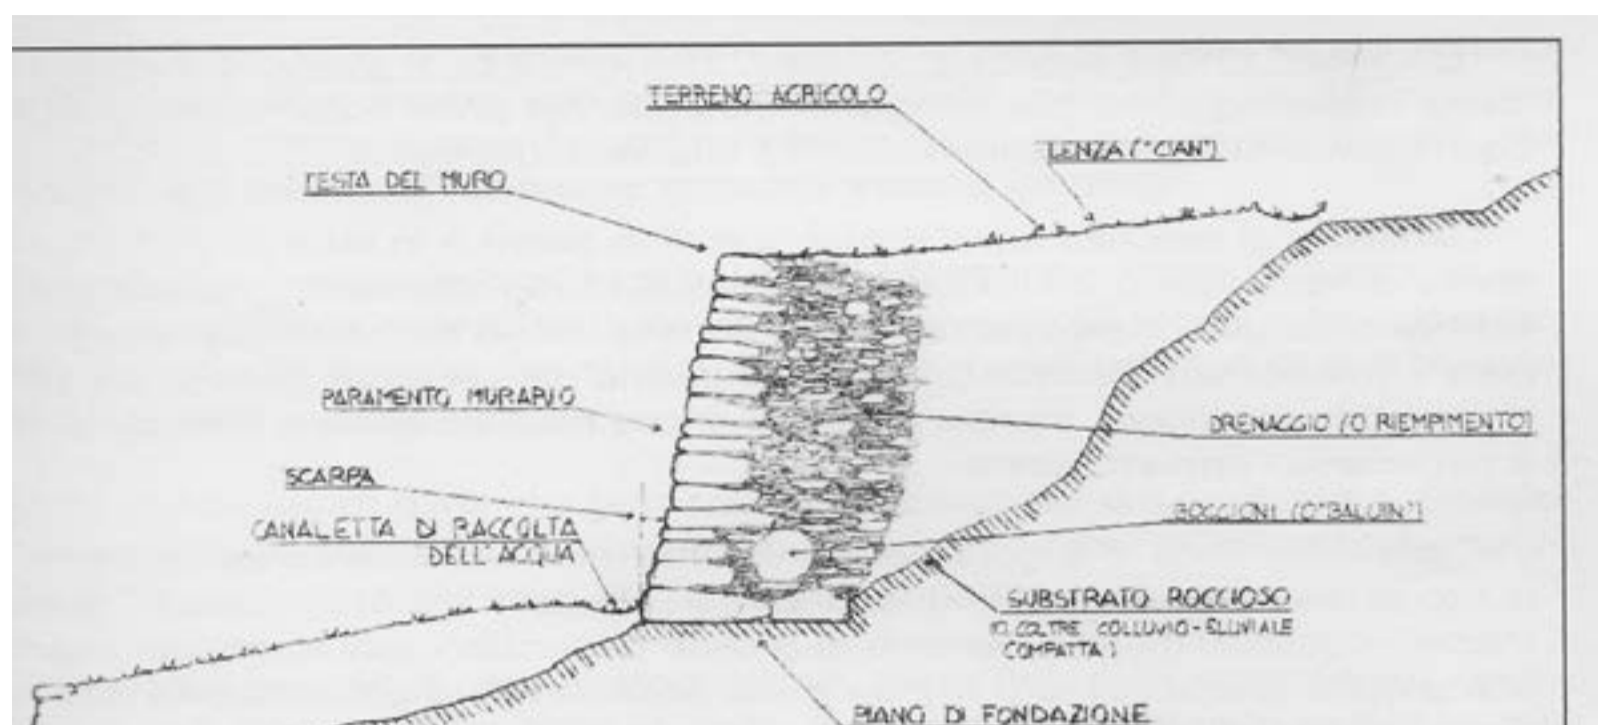 TERRENO AGRICOLO
LENZA ("CIAN")
TESTA DEL MURO
PARAMENTO MURARIO
DRENAGGIO (O RIEMPIMENTO)
SCARPA
BOCCIONI (O "BALUIN")
CANALETTA DI RACCOLTA
DELL'ACQUA
SUBSTRATO ROCCIOSO
(O COLTRE COLLUVIO-ELUVIALE
COMPATTA)
PIANO DI FONDAZIONE